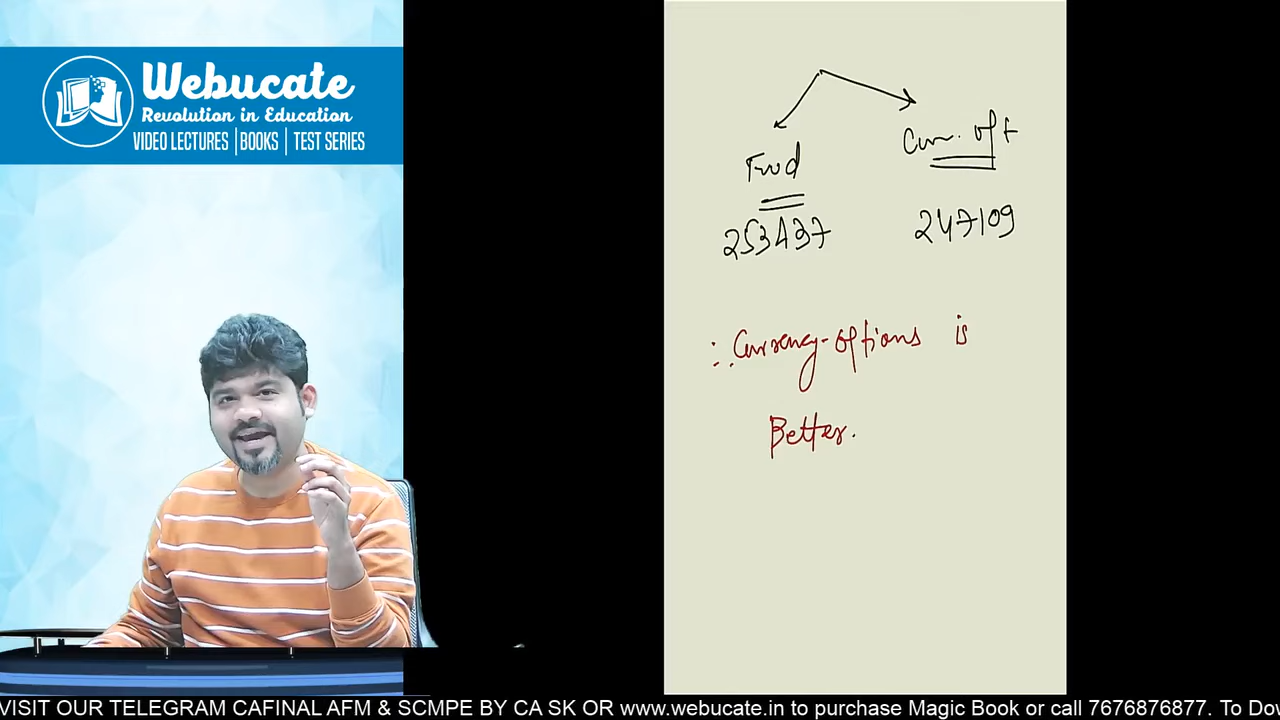 Webucate
Revolution in Education
VIDEO LECTURES | BOOKS | TEST SERIES
Fwd
Curr. opt
253437
247109
∴ Currency-options is
Better.
VISIT OUR TELEGRAM CAFINAL AFM & SCMPE BY CA SK OR www.webucate.in to purchase Magic Book or call 7676876877. To Dow